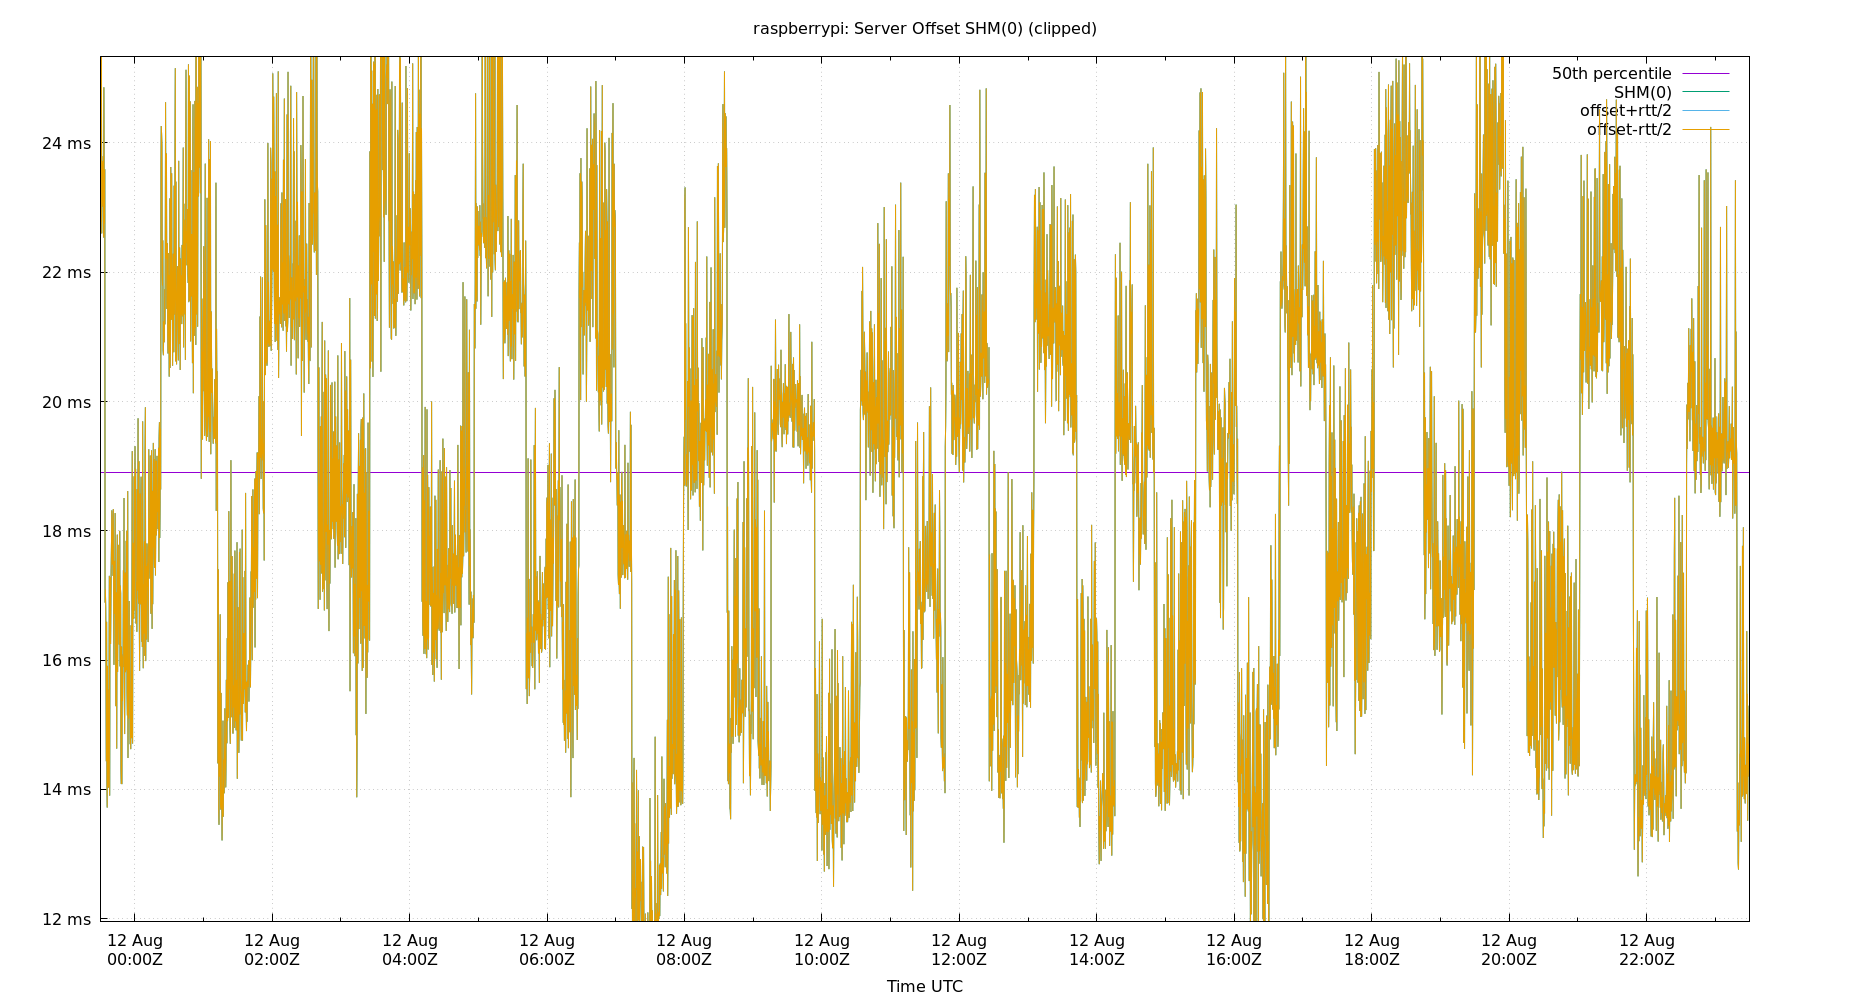 raspberrypi: Server Offset SHM(0) (clipped)
50th percentile
SHM(0)
offset+rtt/2
offset-rtt/2
24 ms
22 ms
20 ms
18 ms
16 ms
14 ms
12 ms
12 Aug 12 Aug 12 Aug 12 Aug 12 Aug 12 Aug 12 Aug 12 Aug 12 Aug 12 Aug 12 Aug 12 Aug
00:00Z 02:00Z 04:00Z 06:00Z 08:00Z 10:00Z 12:00Z 14:00Z 16:00Z 18:00Z 20:00Z 22:00Z
Time UTC